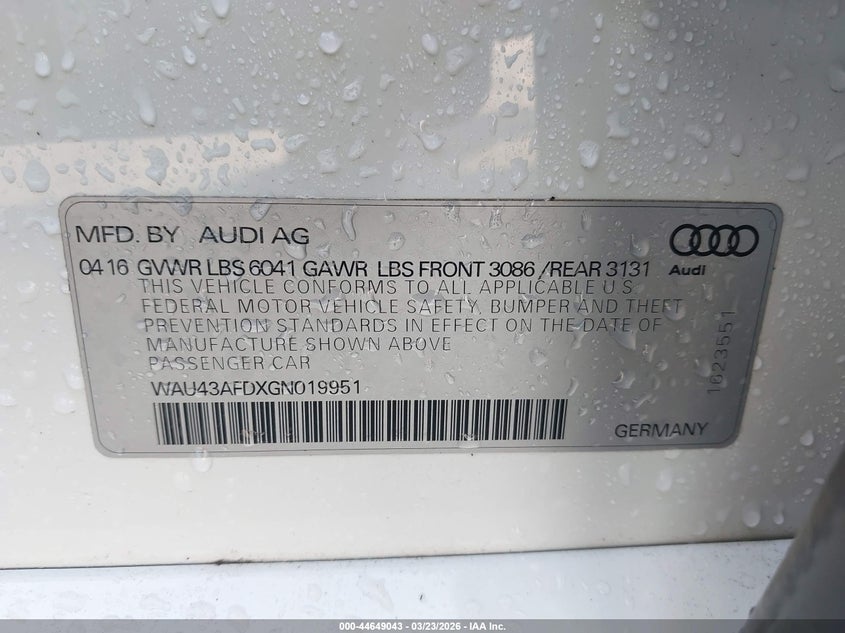 MFD. BY AUDI AG
Audi
04 16 GVWR LBS 6041 GAWR LBS FRONT 3086 /REAR 3131
THIS VEHICLE CONFORMS TO ALL APPLICABLE U S
FEDERAL MOTOR VEHICLE SAFETY, BUMPER AND THEFT
PREVENTION STANDARDS IN EFFECT ON THE DATE OF
MANUFACTURE SHOWN ABOVE
PASSENGER CAR
WAU43AFDXGN019951
GERMANY
1623551
000-44649043 - 03/23/2026 - IAA Inc.